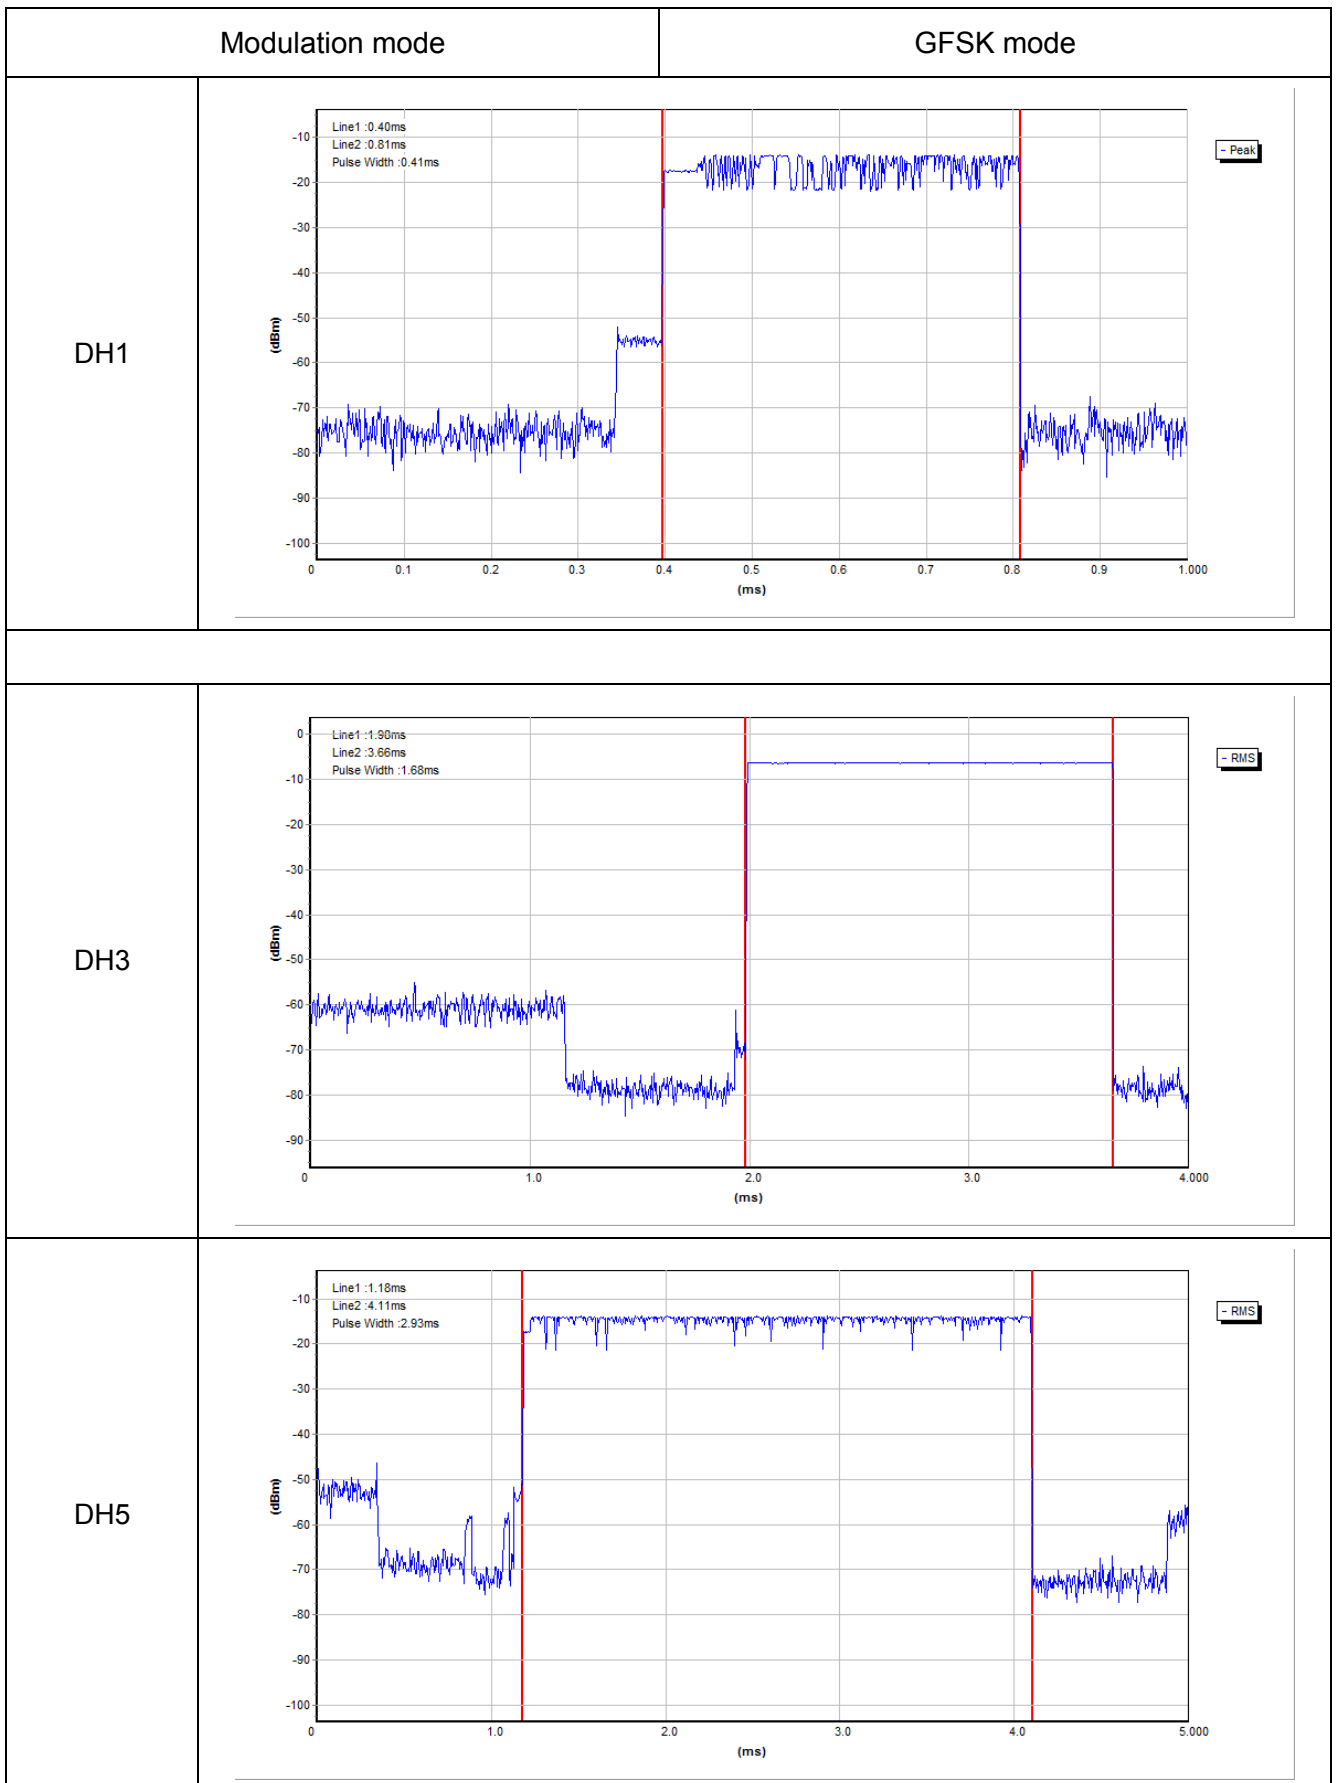 Modulation mode
GFSK mode
DH1
Line1 :0.40ms
Line2 :0.81ms
Pulse Width :0.41ms
- Peak
-10
-20
-30
-40
-50
-60
-70
-80
-90
-100
(dBm)
0 0.1 0.2 0.3 0.4 0.5 0.6 0.7 0.8 0.9 1.000
(ms)
DH3
Line1 :1.98ms
Line2 :3.66ms
Pulse Width :1.68ms
- RMS
0
-10
-20
-30
-40
-50
-60
-70
-80
-90
(dBm)
0 1.0 2.0 3.0 4.000
(ms)
DH5
Line1 :1.18ms
Line2 :4.11ms
Pulse Width :2.93ms
- RMS
-10
-20
-30
-40
-50
-60
-70
-80
-90
-100
(dBm)
0 1.0 2.0 3.0 4.0 5.000
(ms)